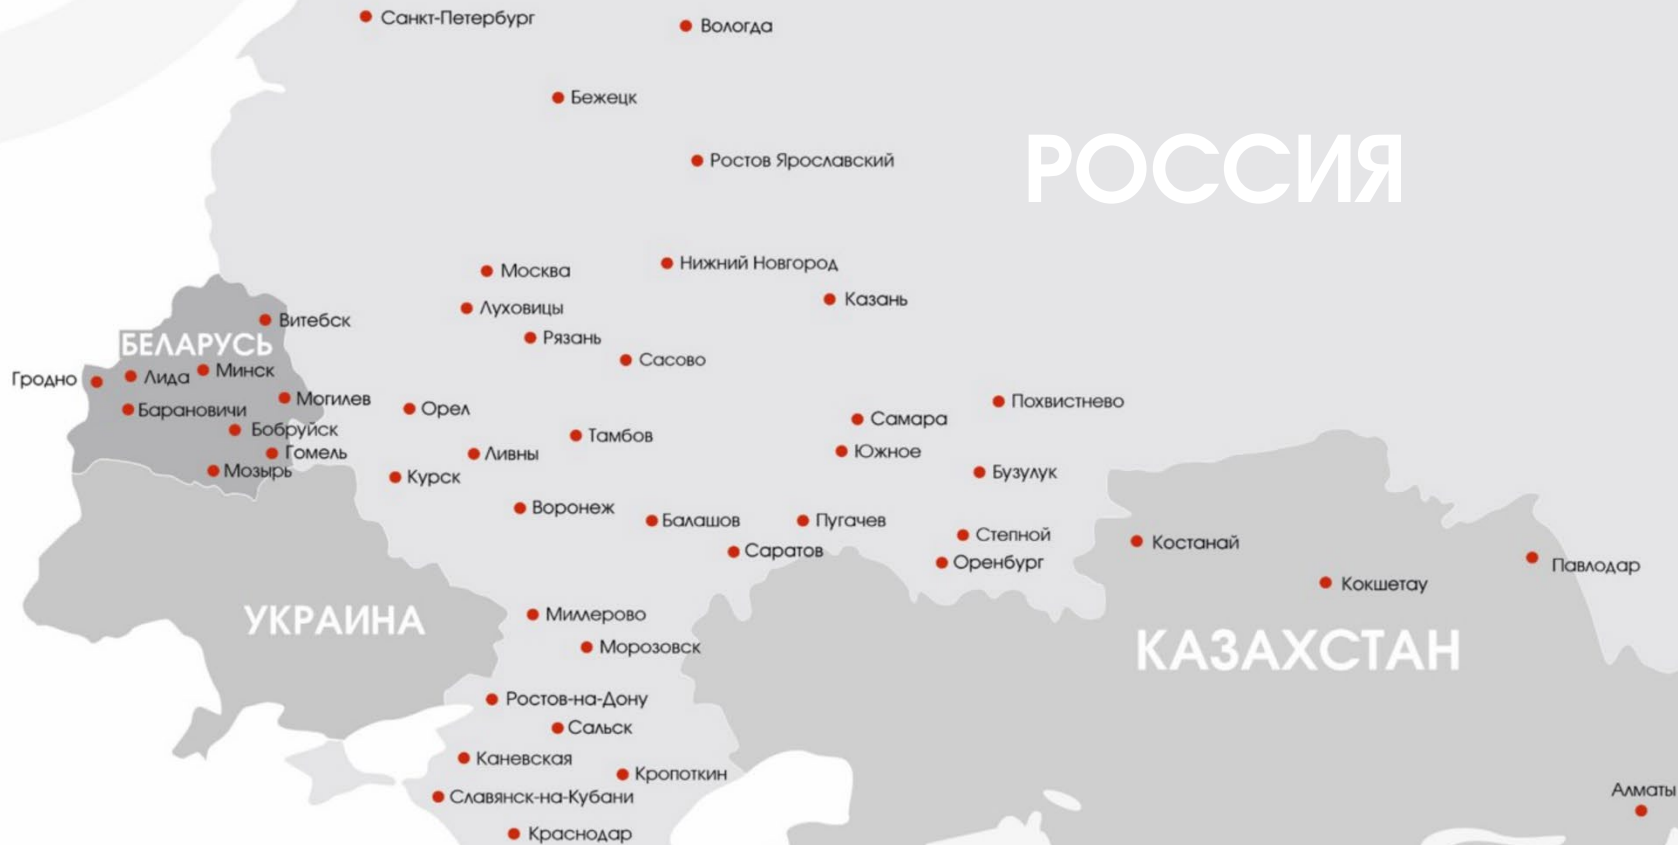 Санкт-Петербург
Вологда
Бежецк
Ростов Ярославский
РОССИЯ
Москва
Нижний Новгород
Казань
Луховицы
Рязань
Сасово
Витебск
БЕЛАРУСЬ
Гродно
Лида
Минск
Могилев
Барановичи
Бобруйск
Гомель
Мозырь
Орел
Тамбов
Ливны
Курск
Воронеж
Балашов
Саратов
Похвистнево
Самара
Южное
Бузулук
Пугачев
Степной
Оренбург
Костанай
Кокшетау
Павлодар
УКРАИНА
Миллерово
Морозовск
КАЗАХСТАН
Ростов-на-Дону
Сальск
Каневская
Кропоткин
Славянск-на-Кубани
Краснодар
Алматы